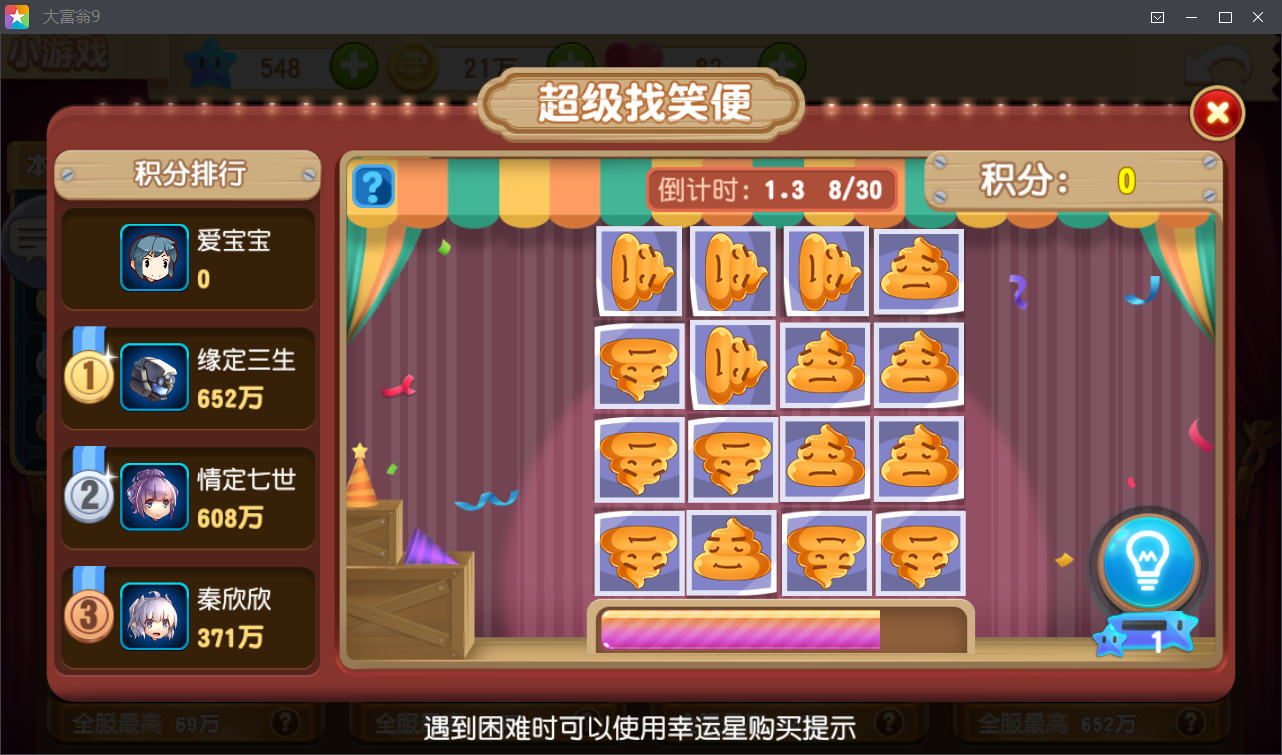 大富翁9
小游戏
548
21万
82
超级找笑便
积分排行
倒计时: 1.3 8/30
积分: 0
爱宝宝
0
1
缘定三生
652万
2
情定七世
608万
3
秦欣欣
371万
1
全服最高 69万
全服最高 652万
遇到困难时可以使用幸运星购买提示